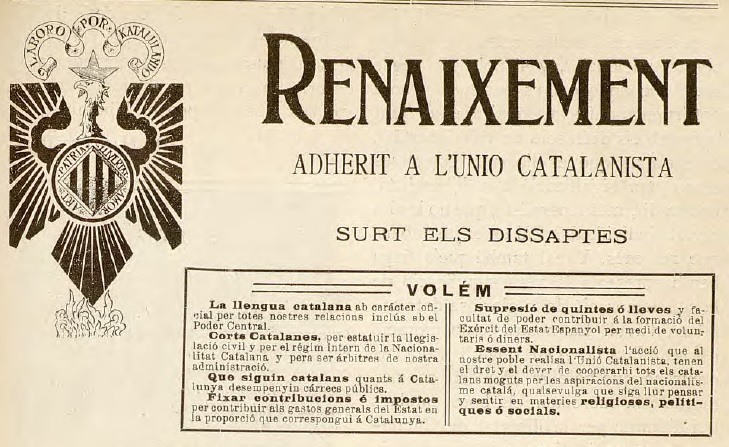 LABORO POR KATALULANDO
PATRIA
AMOR
RENAIXEMENT
ADHERIT A L'UNIO CATALANISTA
SURT ELS DISSAPTES
VOLÉM
La llengua catalana ab carácter ofi-
cial per totes nostres relacions inclús ab el
Poder Central.
Corts Catalanes, per estatuir la llegis-
lació civil y per el régim intern de la Naciona-
litat Catalana y pera ser árbitres de nostra
administració.
Que siguin catalans quants á Cata-
lunya desempenyin cárrecs públics.
Fixar contribucions é impostos
per contribuir als gastos generals del Estat en
la proporció que correspongui á Catalunya.
Supresió de quintes ó lleves y fa-
cultat de poder contribuir á la formació del
Exércit del Estat Espanyol per medi de volun-
taris ó diners.
Essent Nacionalista l'acció que al
nostre poble realisa l'Unió Catalanista, tenen
el dret y el dever de cooperarhi tots els cata-
lans moguts per les aspiracions del nacionalis-
me catalá, qualsevulga que siga llur pensar
y sentir en materies religioses, politi-
ques ó socials.